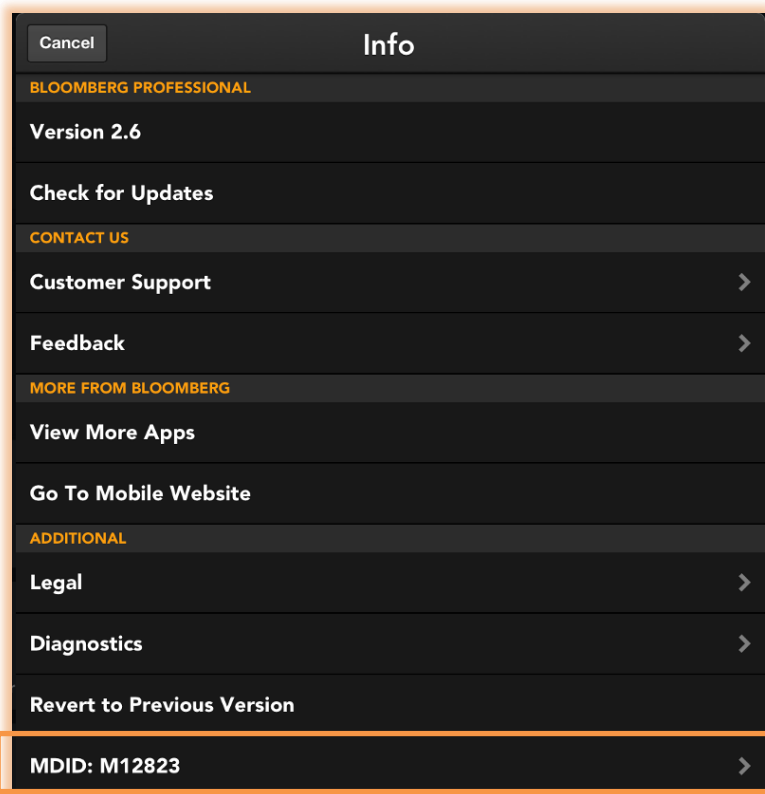 Cancel
Info
BLOOMBERG PROFESSIONAL
Version 2.6
Check for Updates
CONTACT US
Customer Support
Feedback
MORE FROM BLOOMBERG
View More Apps
Go To Mobile Website
ADDITIONAL
Legal
Diagnostics
Revert to Previous Version
MDID: M12823